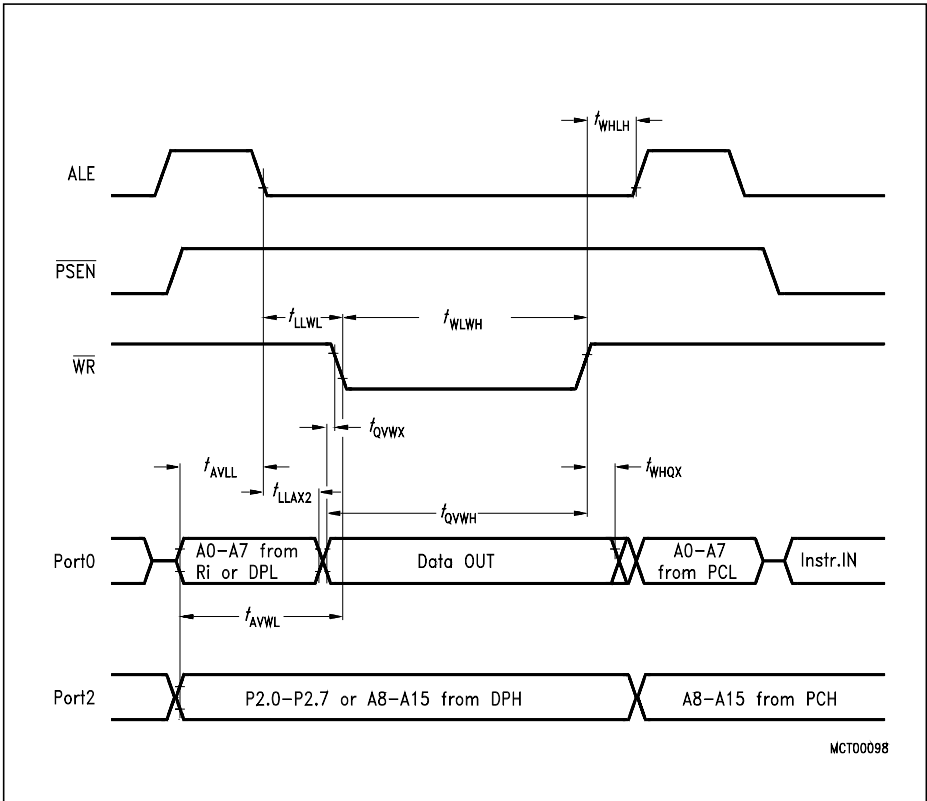 tWHLH
ALE
PSEN
tLLWL
tWLWH
WR
tQVWX
tAVLL
tWHQX
tLLAX2
tQVWH
Port0
A0-A7 from
Ri or DPL
Data OUT
A0-A7
from PCL
Instr.IN
tAVWL
Port2
P2.0-P2.7 or A8-A15 from DPH
A8-A15 from PCH
MCT00098